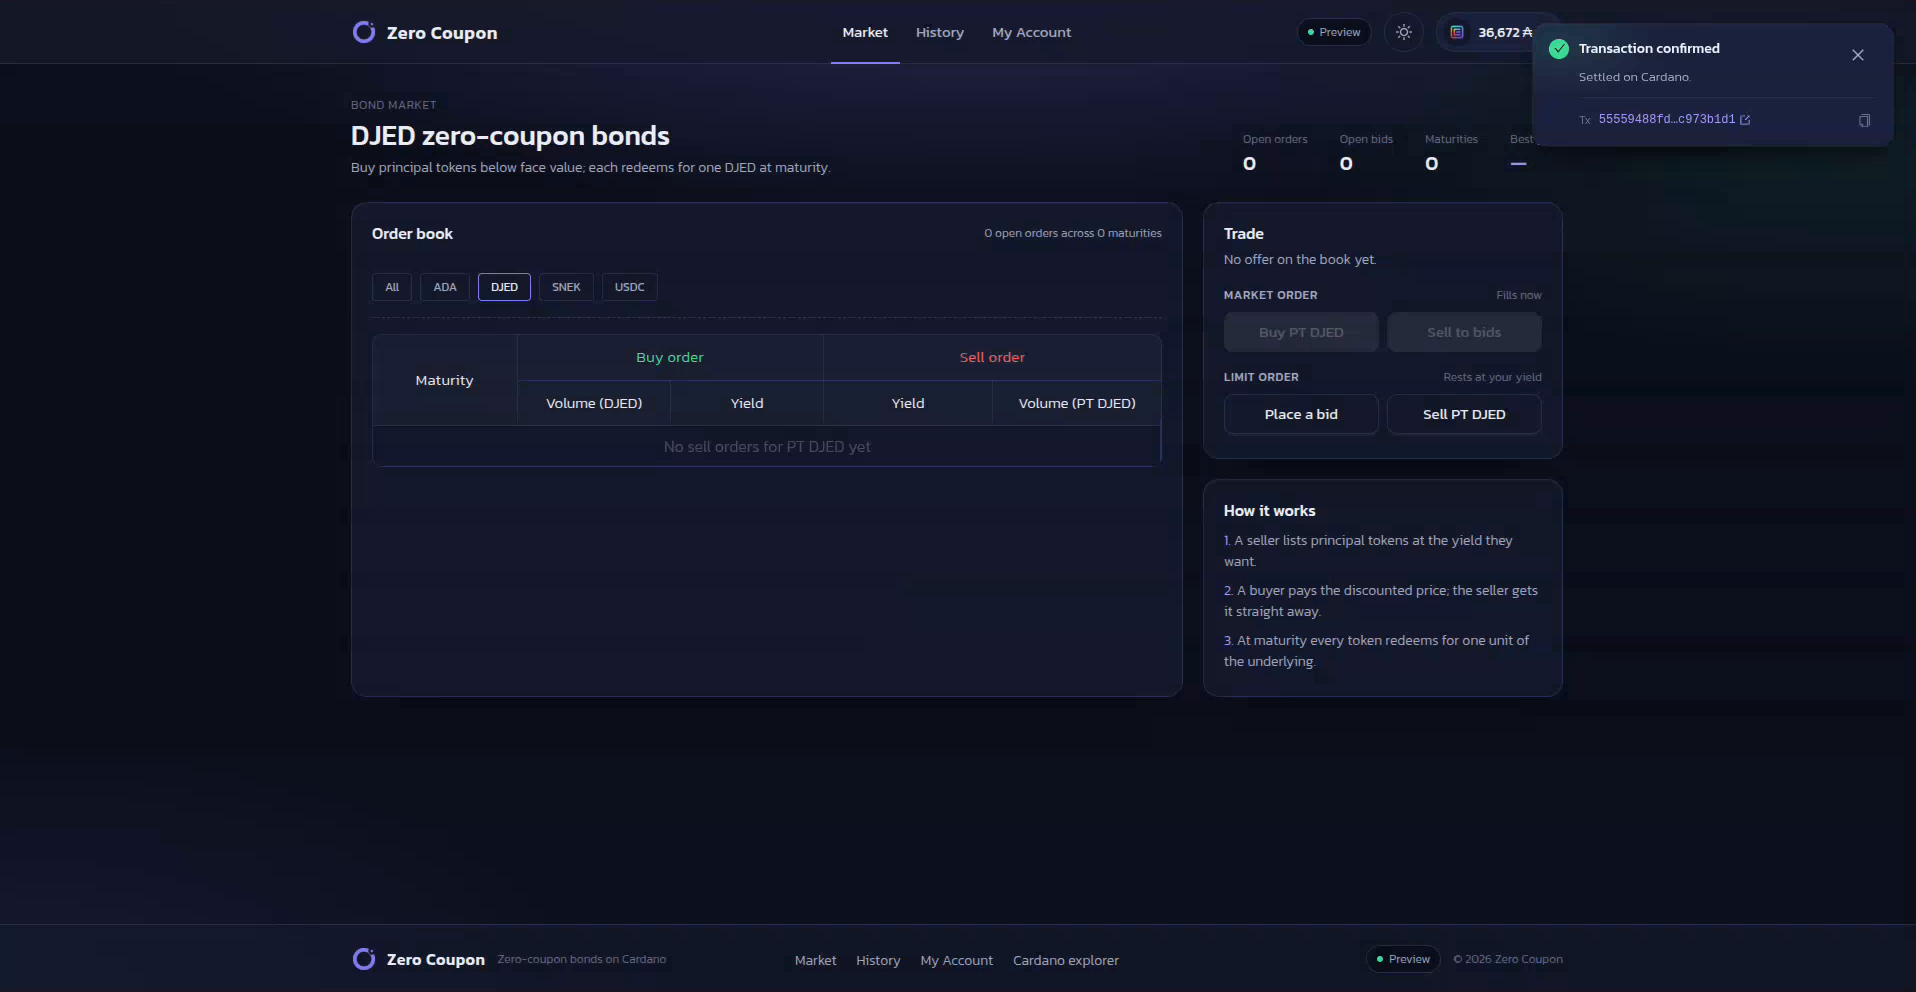 Zero Coupon
Market
History
My Account
Preview
36,672 ₳
Transaction confirmed
Settled on Cardano.
Tx 55559488fd…c973b1d1
BOND MARKET
DJED zero-coupon bonds
Buy principal tokens below face value; each redeems for one DJED at maturity.
Open orders
0
Open bids
0
Maturities
0
Best
—
Order book
0 open orders across 0 maturities
All
ADA
DJED
SNEK
USDC
Maturity
Buy order
Sell order
Volume (DJED)
Yield
Yield
Volume (PT DJED)
No sell orders for PT DJED yet
Trade
No offer on the book yet.
MARKET ORDER
Fills now
Buy PT DJED
Sell to bids
LIMIT ORDER
Rests at your yield
Place a bid
Sell PT DJED
How it works
1. A seller lists principal tokens at the yield they
want.
2. A buyer pays the discounted price; the seller gets
it straight away.
3. At maturity every token redeems for one unit of
the underlying.
Zero Coupon
Zero-coupon bonds on Cardano
Market
History
My Account
Cardano explorer
Preview
© 2026 Zero Coupon